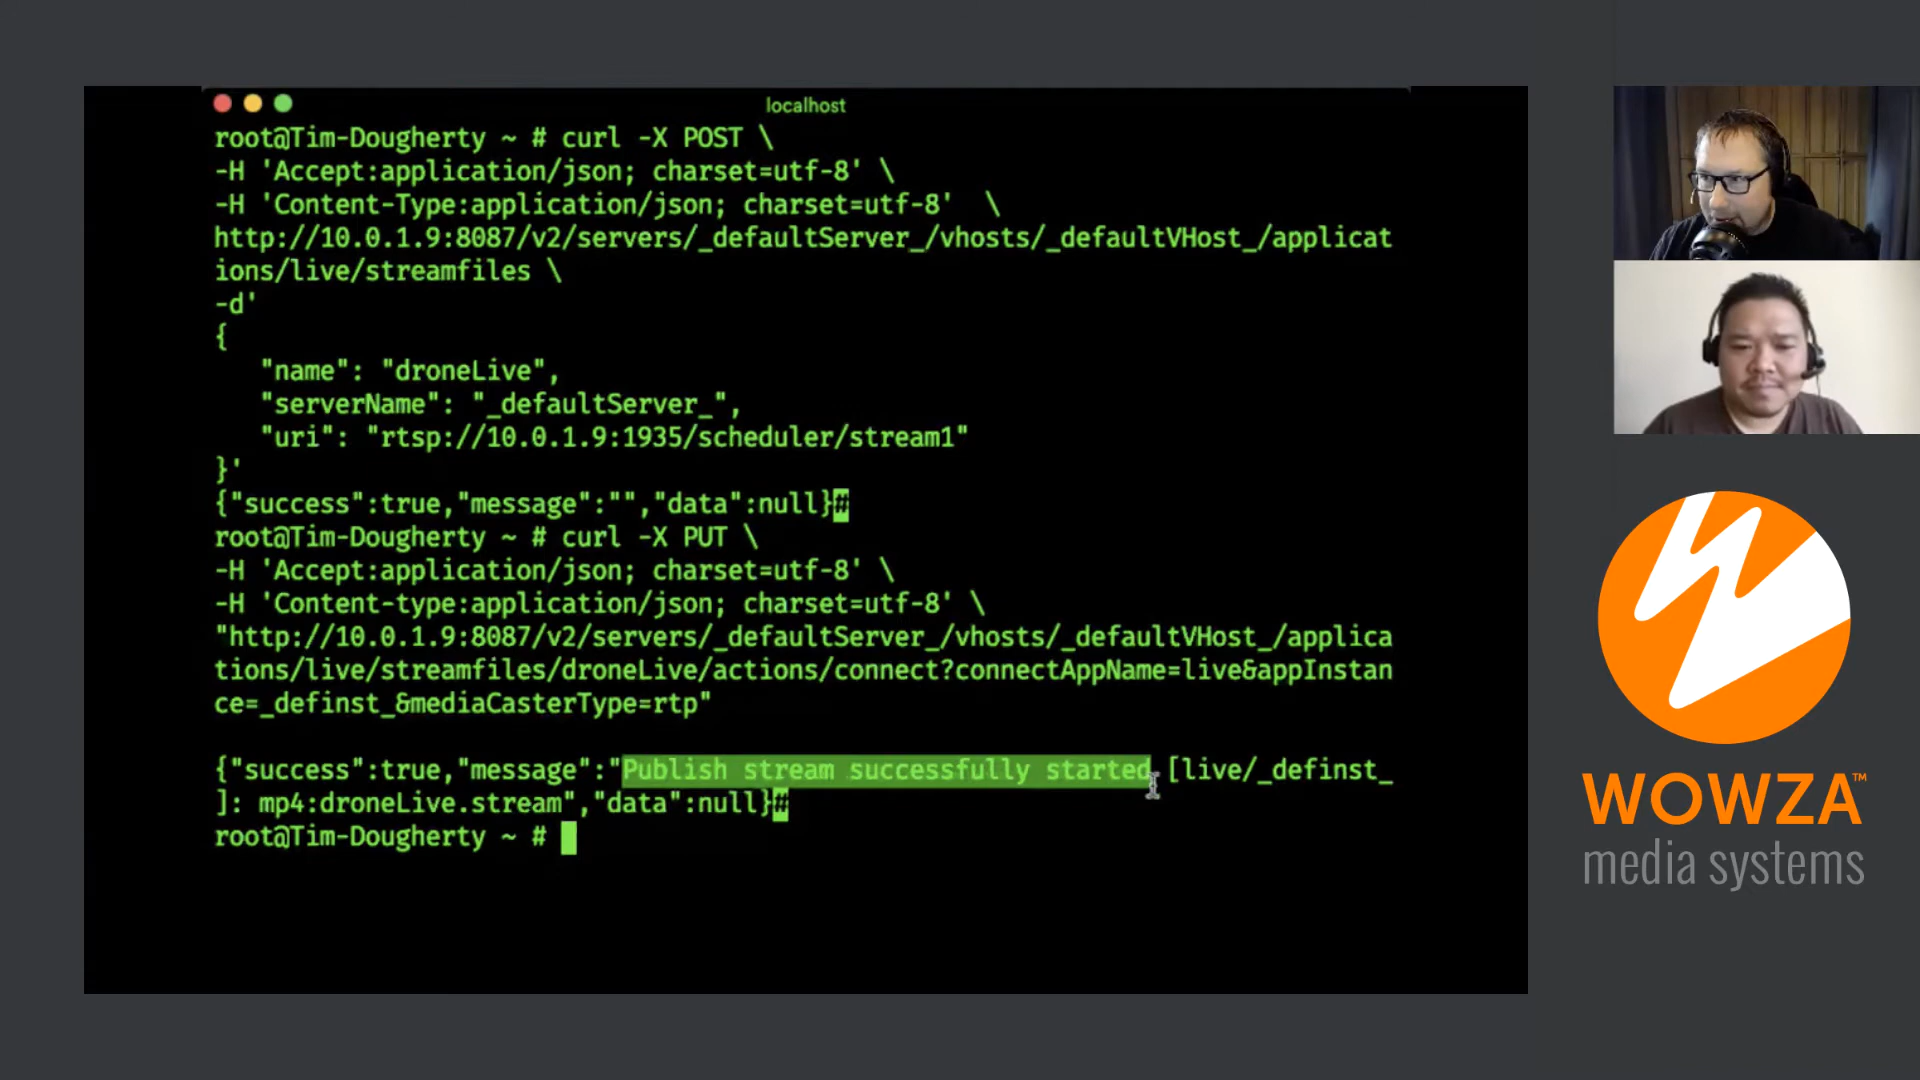 localhost
root@Tim-Dougherty ~ # curl -X POST \
-H 'Accept:application/json; charset=utf-8' \
-H 'Content-Type:application/json; charset=utf-8'  \
http://10.0.1.9:8087/v2/servers/_defaultServer_/vhosts/_defaultVHost_/applicat
ions/live/streamfiles \
-d'
{
   "name": "droneLive",
   "serverName": "_defaultServer_",
   "uri": "rtsp://10.0.1.9:1935/scheduler/stream1"
}'
{"success":true,"message":"","data":null}#
root@Tim-Dougherty ~ # curl -X PUT \
-H 'Accept:application/json; charset=utf-8' \
-H 'Content-type:application/json; charset=utf-8' \
"http://10.0.1.9:8087/v2/servers/_defaultServer_/vhosts/_defaultVHost_/applica
tions/live/streamfiles/droneLive/actions/connect?connectAppName=live&appInstan
ce=_definst_&mediaCasterType=rtp"
{"success":true,"message":"Publish stream successfully started [live/_definst_
]: mp4:droneLive.stream","data":null}#
root@Tim-Dougherty ~ #
WOWZA™
media systems